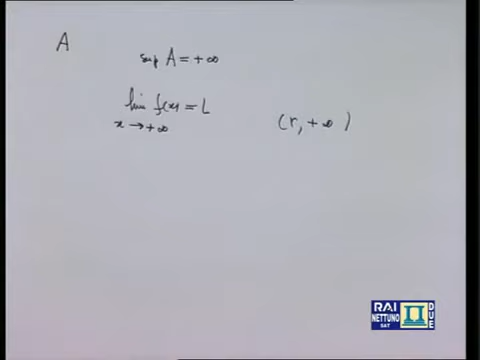 A
sup A = +∞
lim f(x) = L
x → +∞
(r, +∞)
RAI
NETTUNO
SAT
DUE